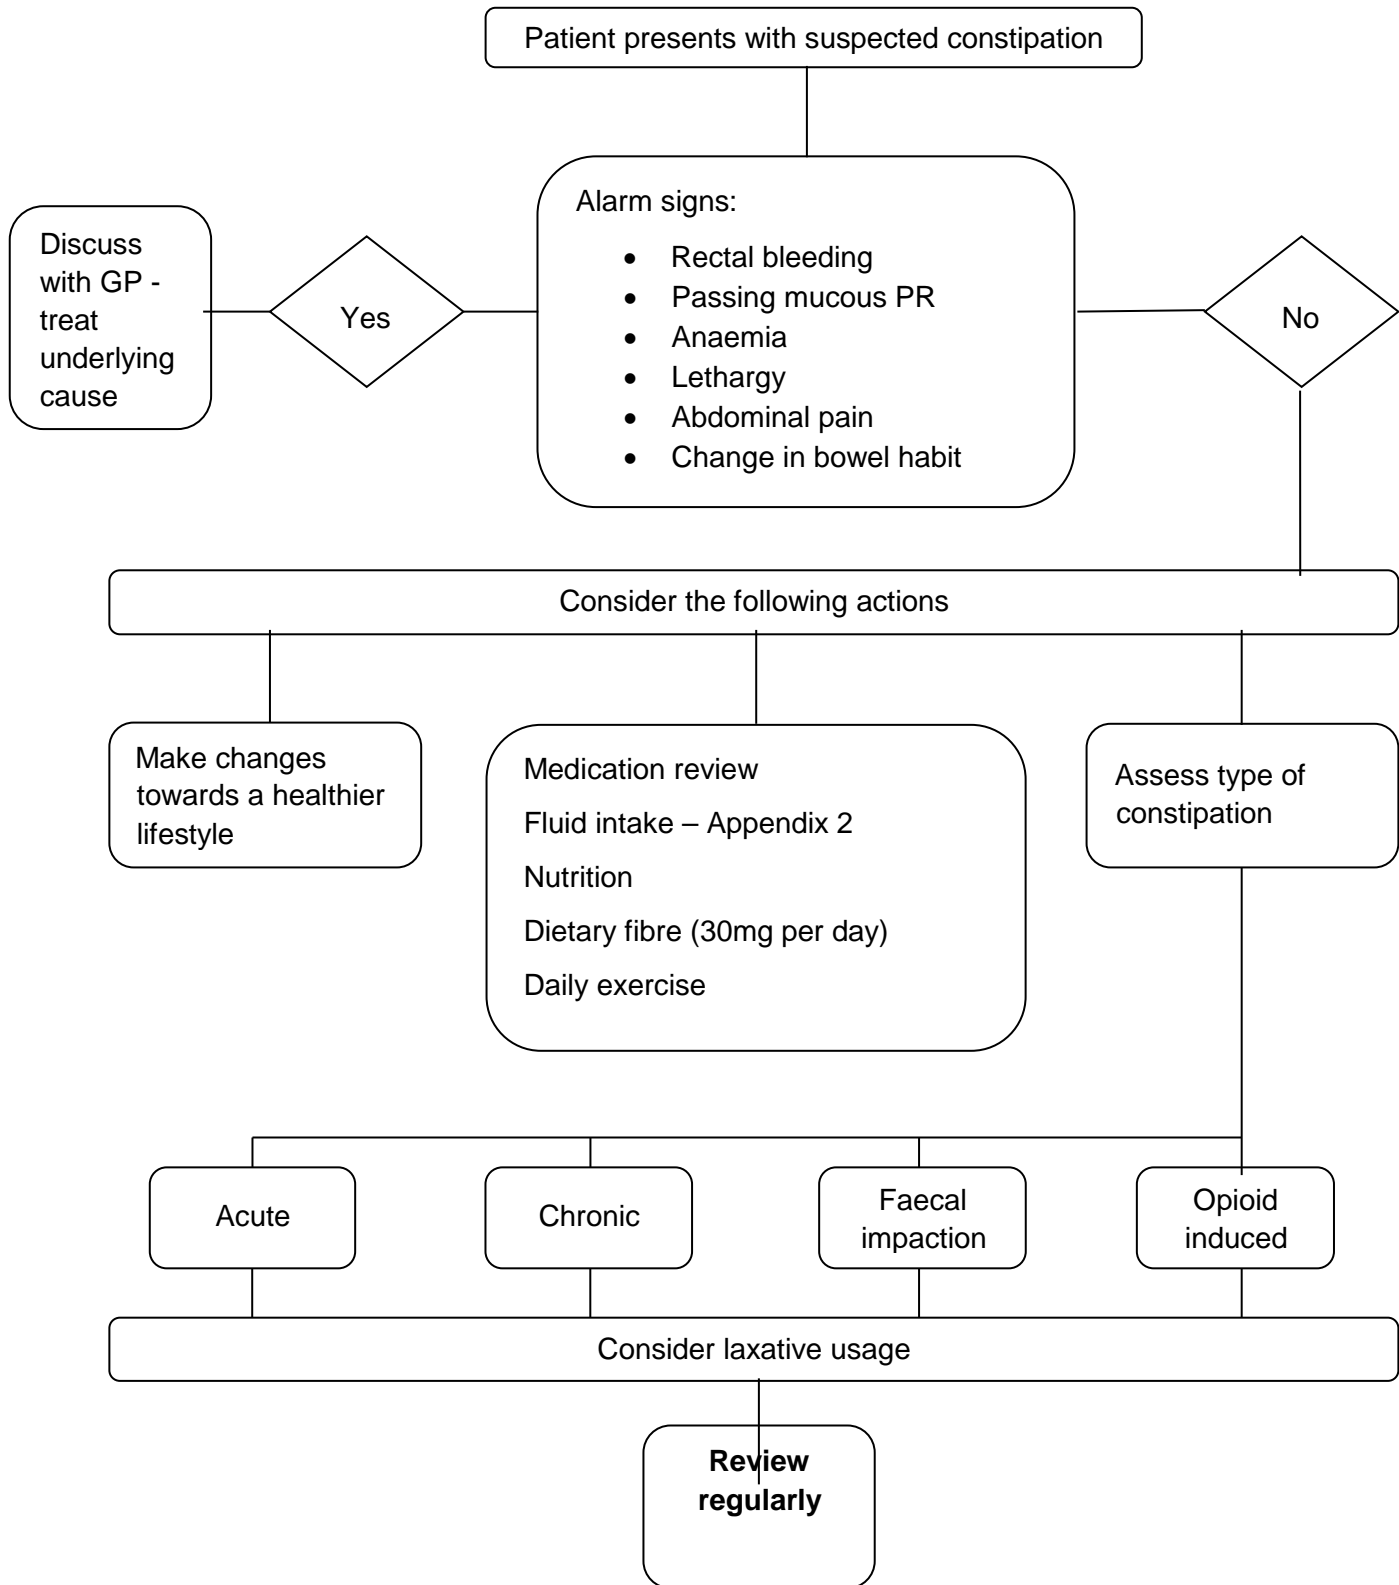 Patient presents with suspected constipation
Alarm signs:
• Rectal bleeding
• Passing mucous PR
• Anaemia
• Lethargy
• Abdominal pain
• Change in bowel habit
Discuss
with GP -
treat
underlying
cause
Yes
No
Consider the following actions
Make changes
towards a healthier
lifestyle
Medication review
Fluid intake – Appendix 2
Nutrition
Dietary fibre (30mg per day)
Daily exercise
Assess type of
constipation
Acute
Chronic
Faecal
impaction
Opioid
induced
Consider laxative usage
Review
regularly